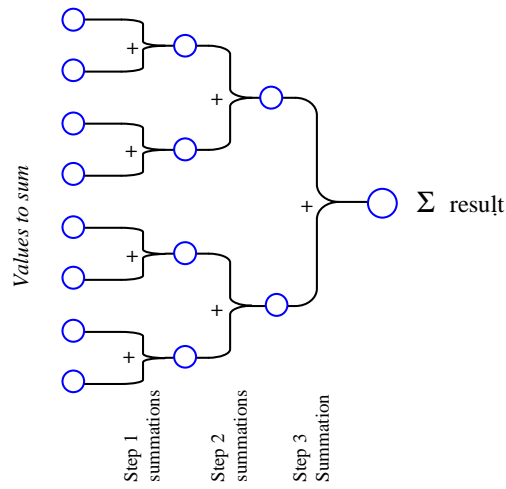 +
+
+
+
+
+
+
Σ result
Values to sum
Step 1
summations
Step 2
summations
Step 3
Summation